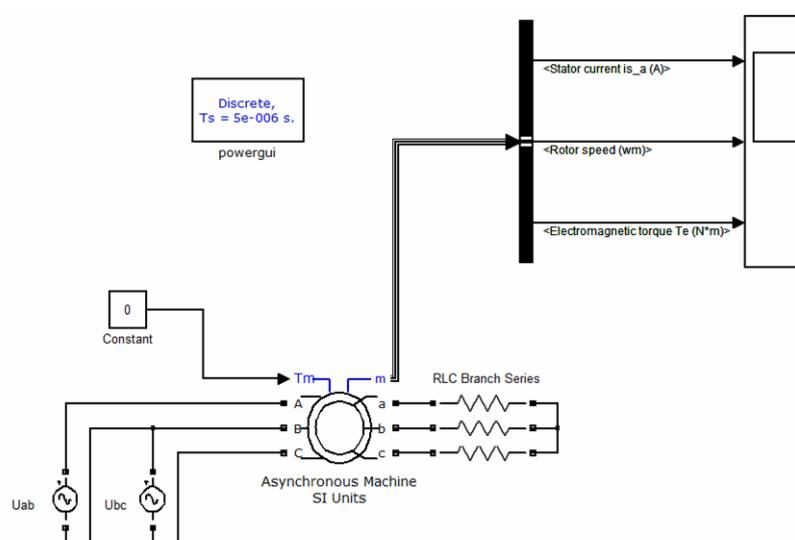 Discrete,
Ts = 5e-006 s.
powergui
<Stator current is_a (A)>
<Rotor speed (wm)>
<Electromagnetic torque Te (N*m)>
0
Constant
Tm
m
RLC Branch Series
A
a
B
b
C
c
Asynchronous Machine
SI Units
Uab
Ubc